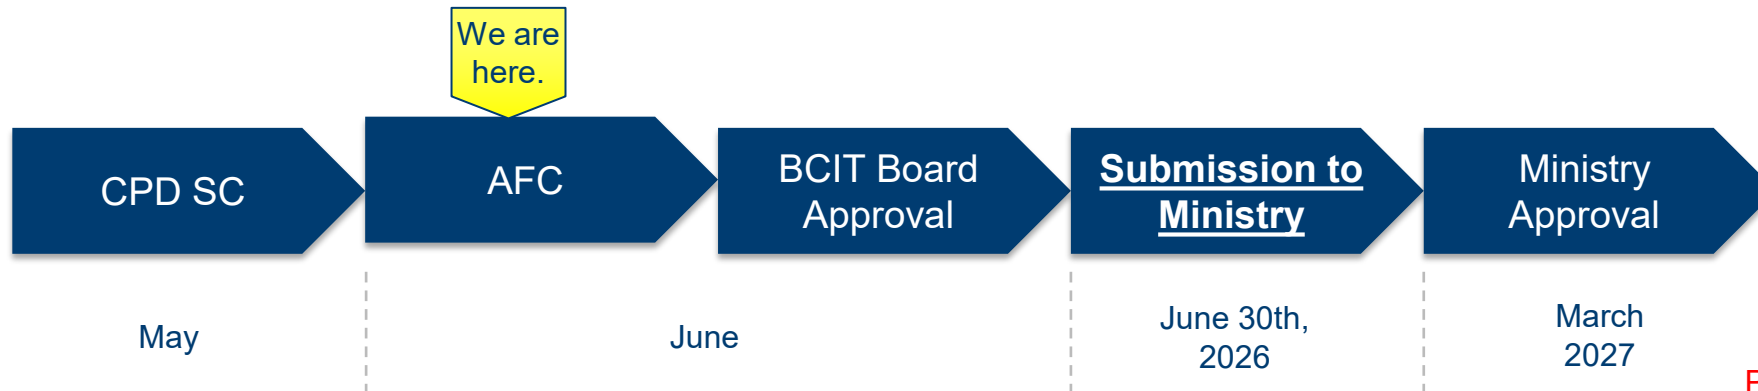 We are
here.
CPD SC
AFC
BCIT Board
Approval
Submission to
Ministry
Ministry
Approval
May
June
June 30th,
2026
March
2027